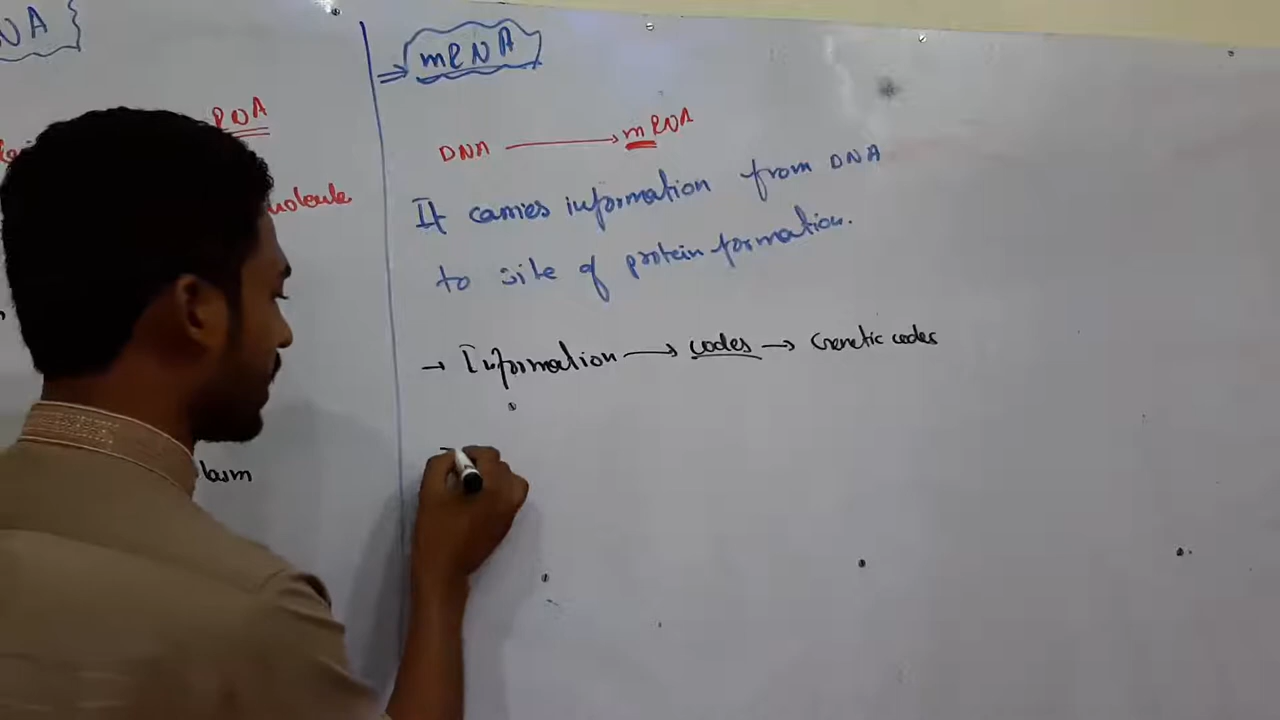 RNA
molecule
lasm
⇒ mRNA
DNA → mRNA
It carries information from DNA
to site of protein formation.
→ Information → codes → Genetic codes